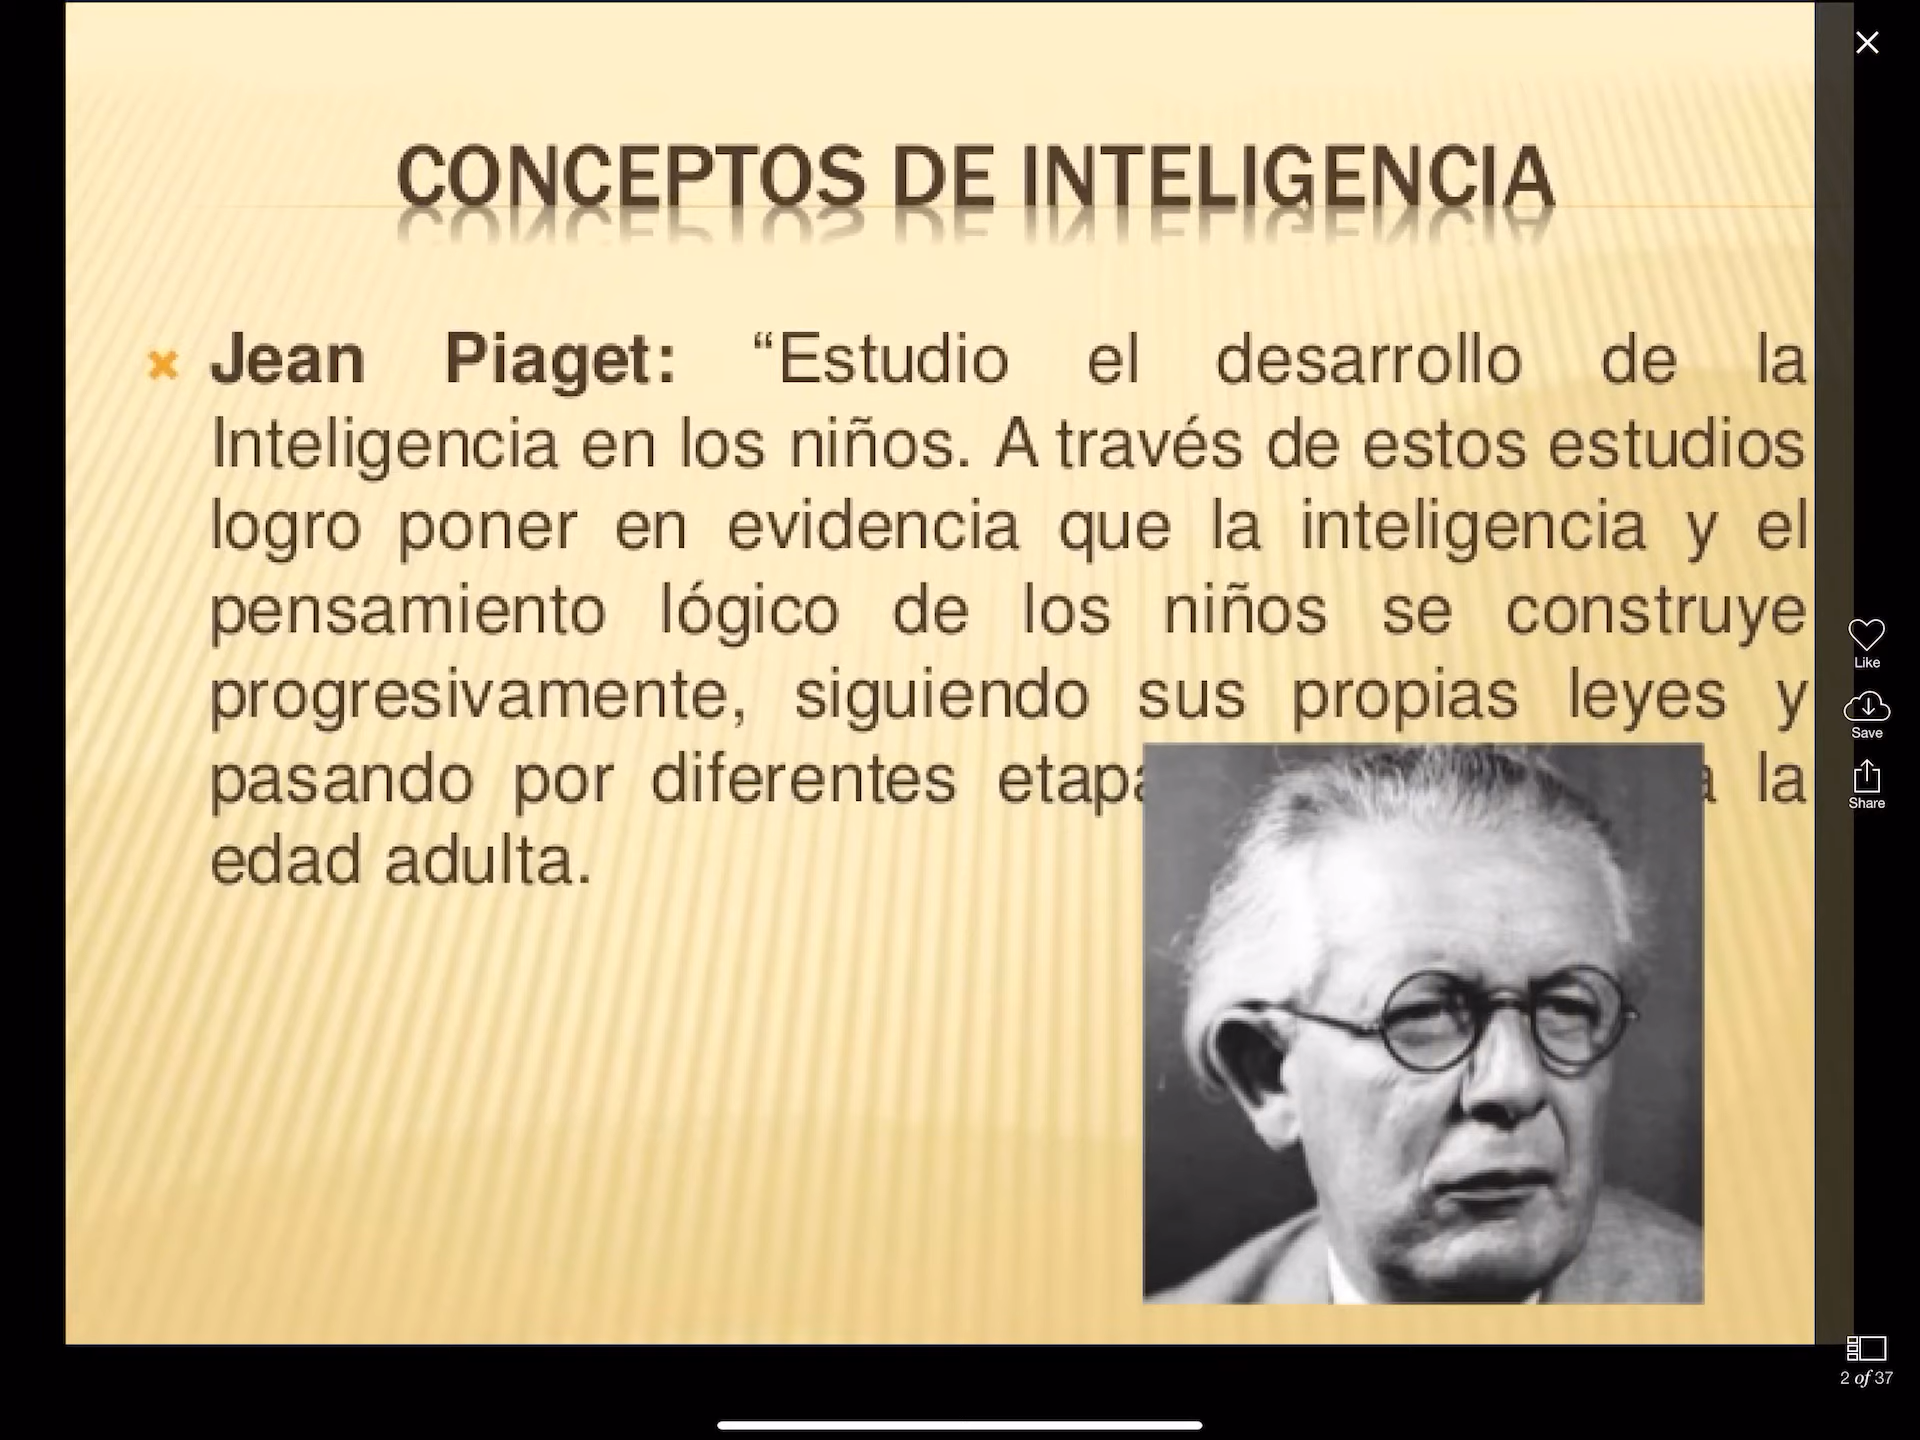 CONCEPTOS DE INTELIGENCIA
Jean Piaget: “Estudio el desarrollo de la
Inteligencia en los niños. A través de estos estudios
logro poner en evidencia que la inteligencia y el
pensamiento lógico de los niños se construye
progresivamente, siguiendo sus propias leyes y
pasando por diferentes la
edad adulta.
Like
Save
Share
2 of 37